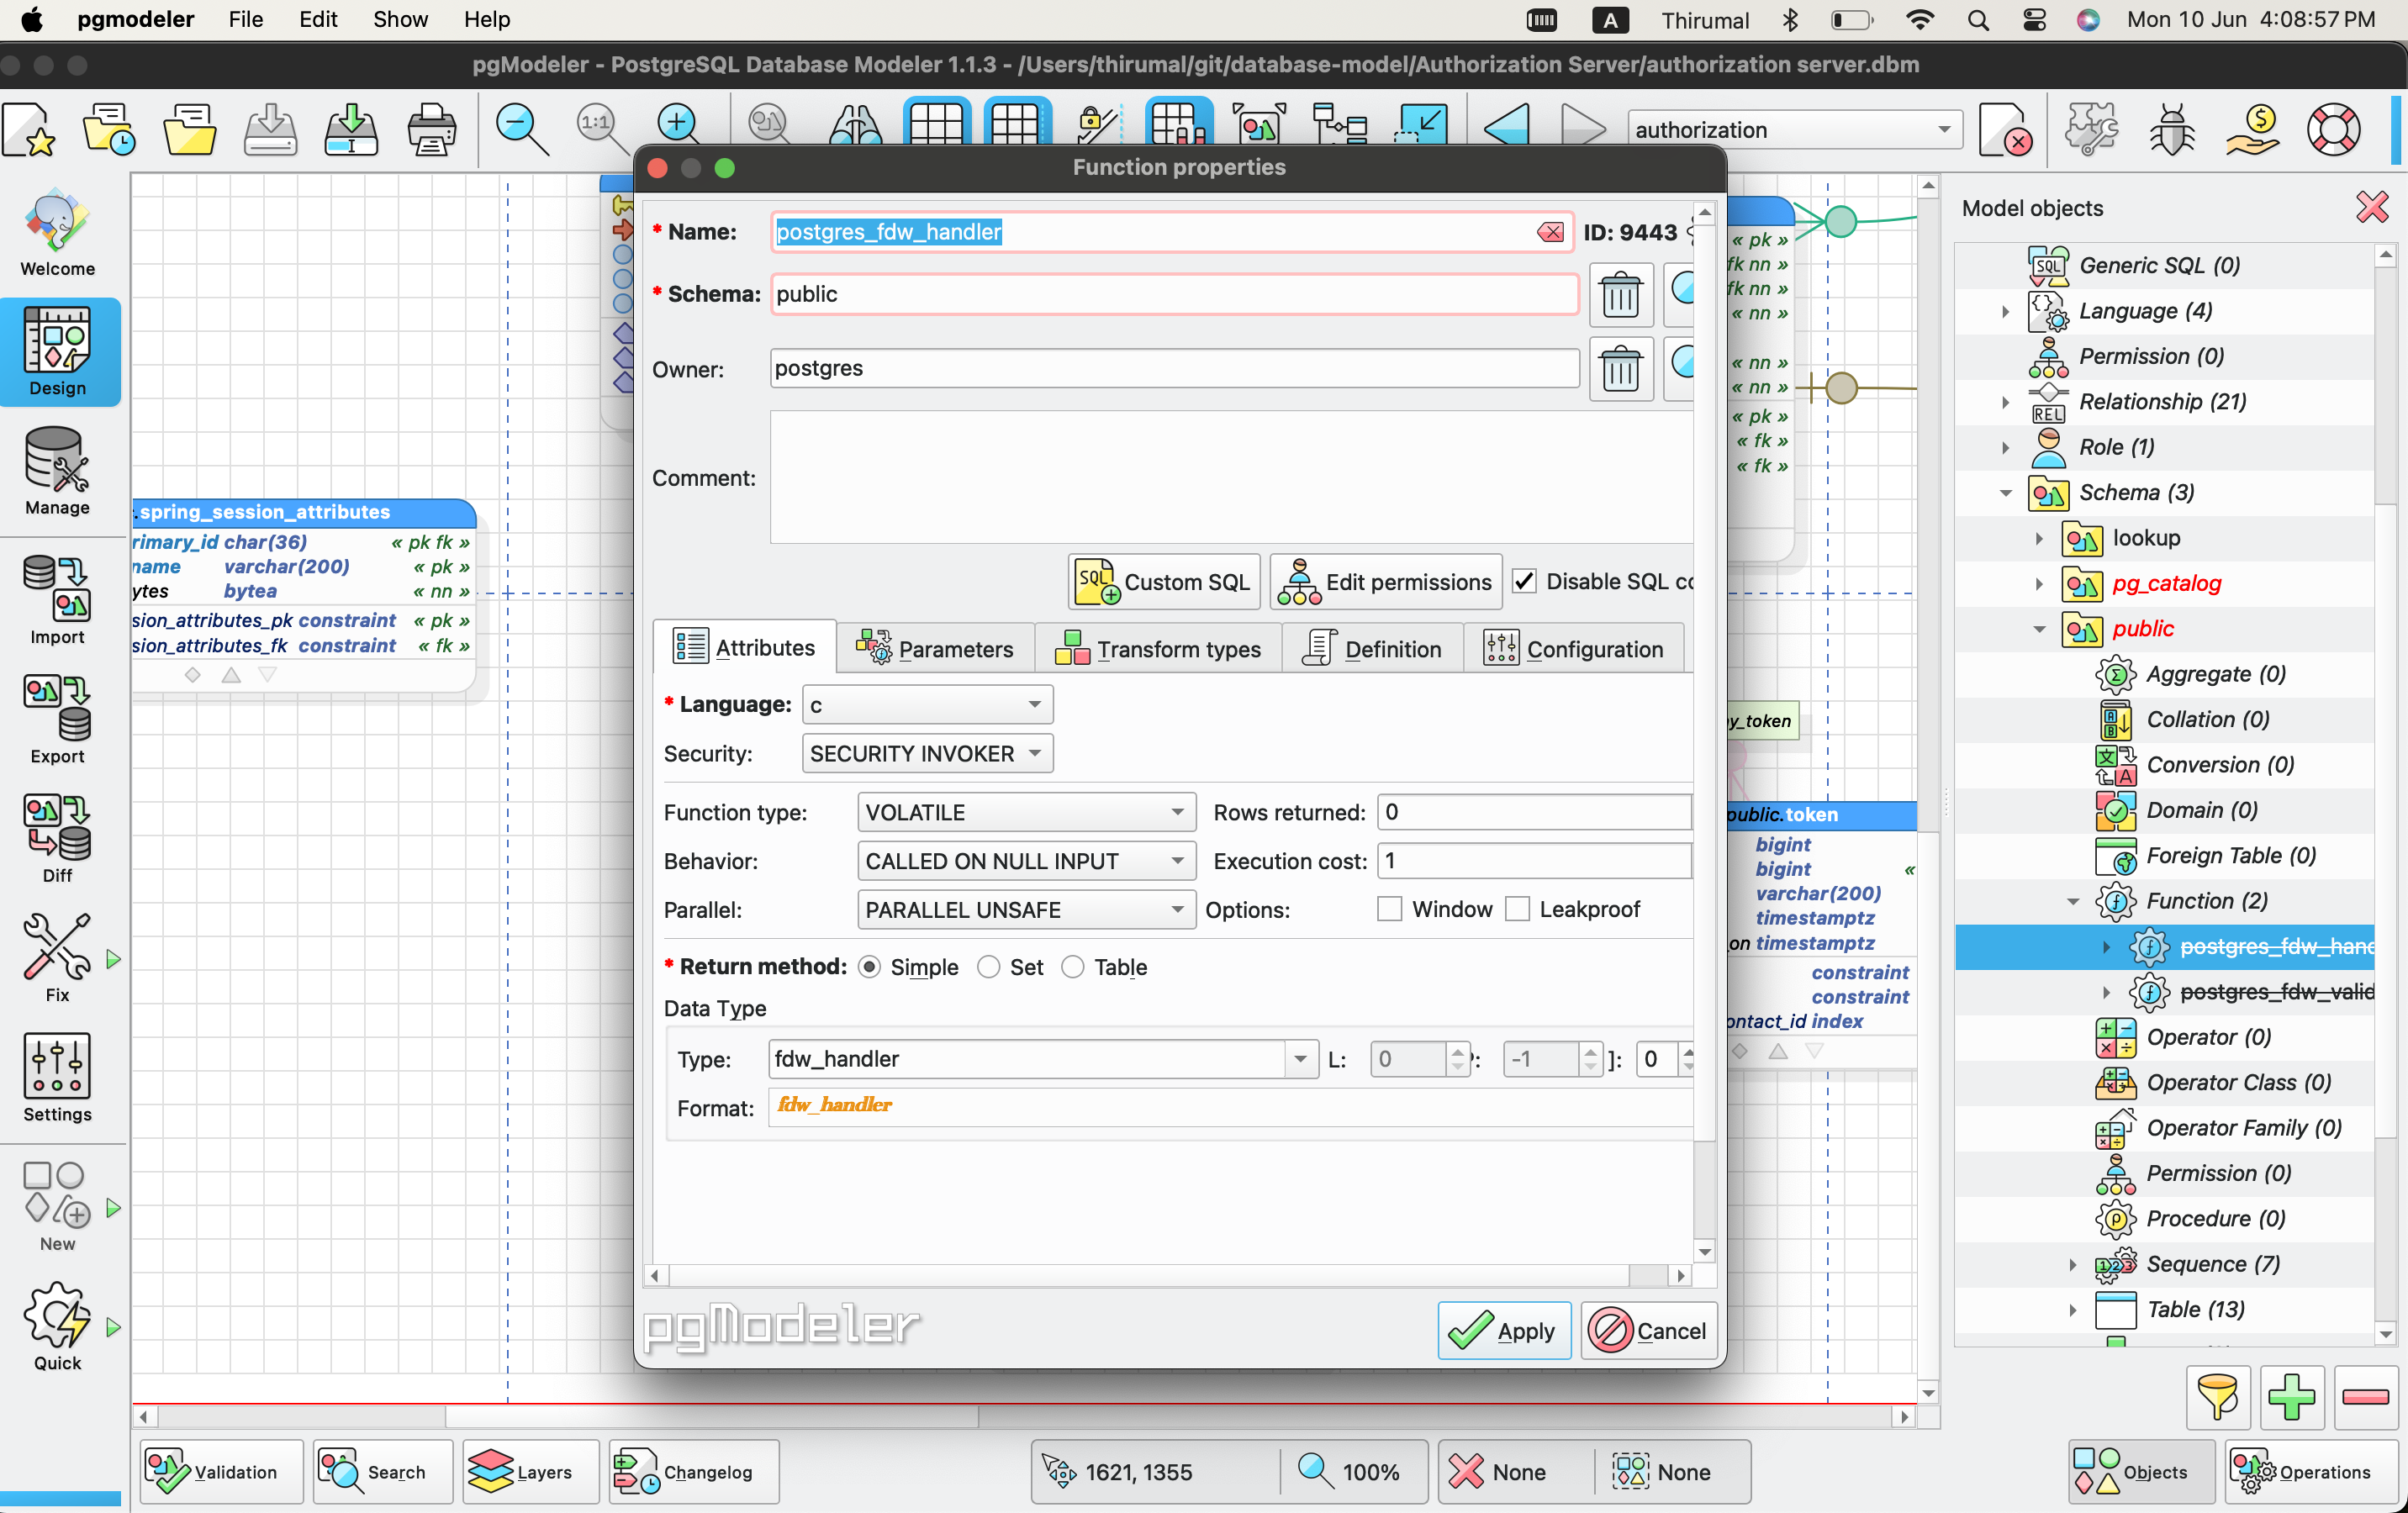 pgmodeler File Edit Show Help A Thirumal Mon 10 Jun 4:08:57 PM
pgModeler - PostgreSQL Database Modeler 1.1.3 - /Users/thirumal/git/database-model/Authorization Server/authorization server.dbm
1:1
authorization
Welcome
Design
Manage
Import
Export
Diff
Fix
Settings
New
Quick
.spring_session_attributes
rimary_id char(36) « pk fk »
name varchar(200) « pk »
ytes bytea « nn »
sion_attributes_pk constraint « pk »
sion_attributes_fk constraint « fk »
Function properties
* Name: postgres_fdw_handler ID: 9443
* Schema: public
Owner: postgres
Comment:
SQL Custom SQL Edit permissions Disable SQL co
Attributes Parameters Transform types Definition Configuration
* Language: c
Security: SECURITY INVOKER
Function type: VOLATILE Rows returned: 0
Behavior: CALLED ON NULL INPUT Execution cost: 1
Parallel: PARALLEL UNSAFE Options: Window Leakproof
* Return method: Simple Set Table
Data Type
Type: fdw_handler L: 0 : -1 ]: 0
Format: fdw_handler
pgModeler Apply Cancel
« pk »
fk nn »
fk nn »
« nn »
« nn »
« nn »
« pk »
« fk »
« fk »
y_token
public.token
bigint
bigint «
varchar(200)
timestamptz
on timestamptz
constraint
constraint
ontact_id index
Model objects
SQL Generic SQL (0)
Language (4)
Permission (0)
REL Relationship (21)
Role (1)
Schema (3)
lookup
pg_catalog
public
Aggregate (0)
Collation (0)
Conversion (0)
Domain (0)
Foreign Table (0)
Function (2)
postgres_fdw_hand
postgres_fdw_valid
Operator (0)
Operator Class (0)
Operator Family (0)
Permission (0)
Procedure (0)
Sequence (7)
Table (13)
Validation Search Layers Changelog 1621, 1355 100% None None Objects Operations